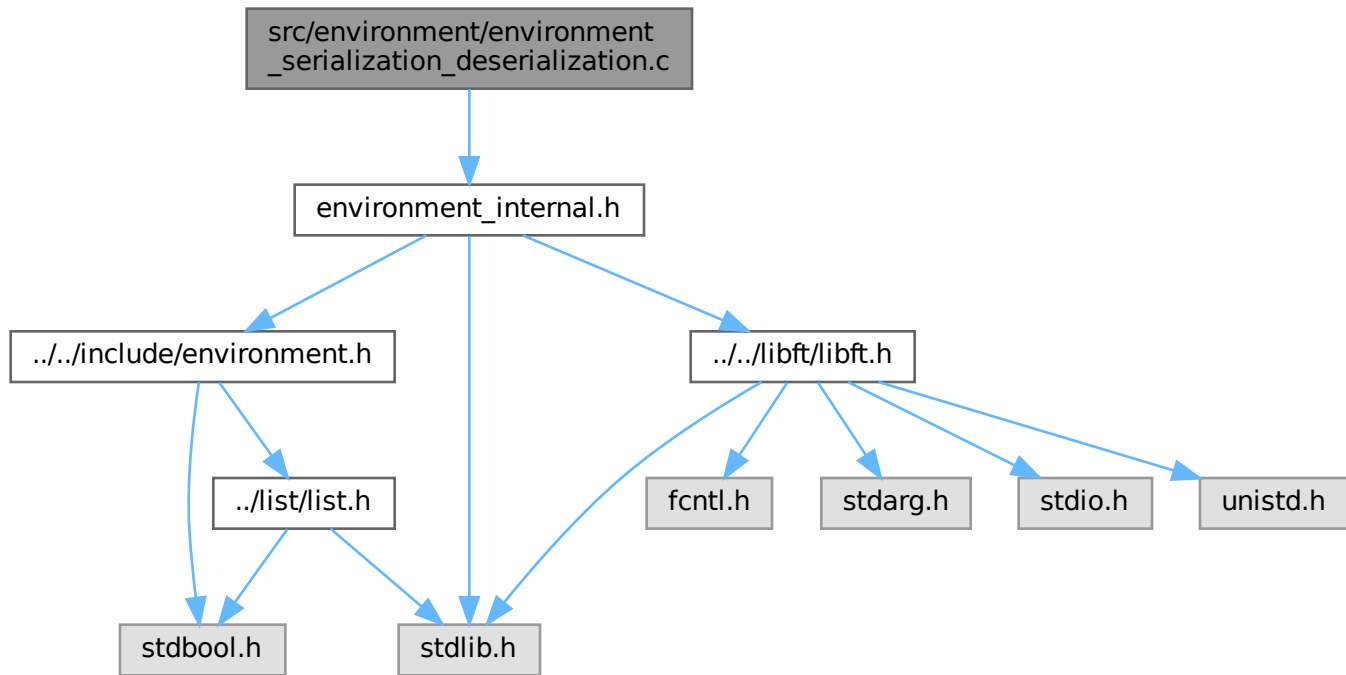 src/environment/environment
_serialization_deserialization.c
environment_internal.h
../../include/environment.h
../../libft/libft.h
../list/list.h
fcntl.h
stdarg.h
stdio.h
unistd.h
stdbool.h
stdlib.h